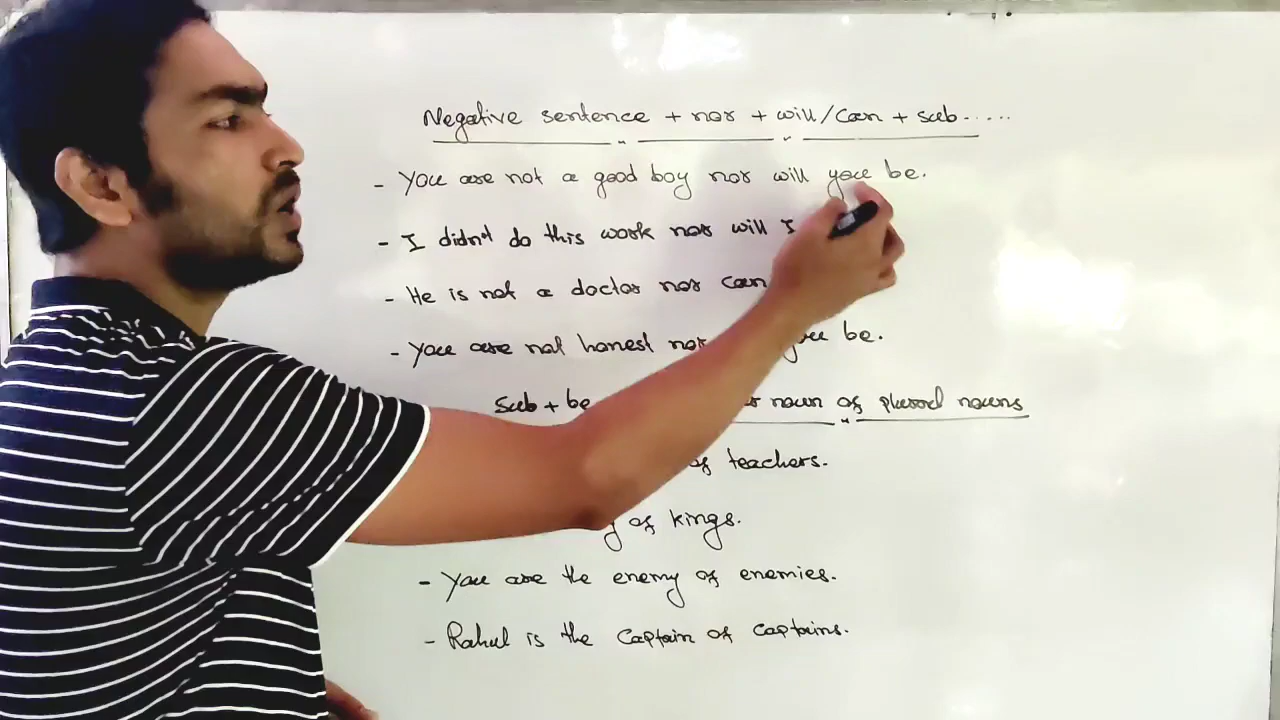 Negative sentence + nor + will/can + sub.....
- You are not a good boy nor will you be.
- I didn't do this work nor will I
- He is not a doctor nor can
- You are not honest nor you be.
sub + be noun of plural nouns
of teachers.
of kings.
- You are the enemy of enemies.
- Rahul is the captain of captains.